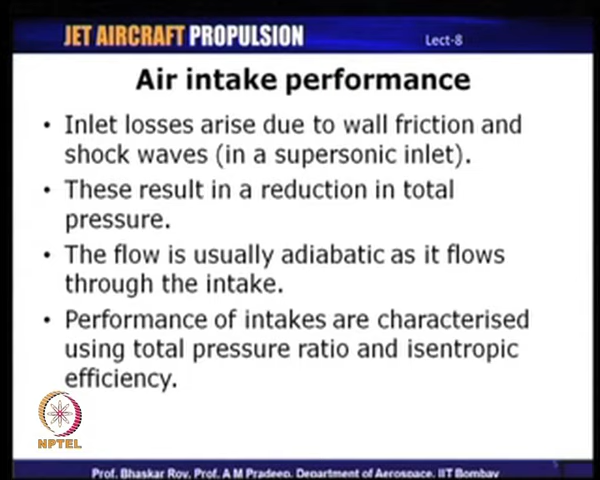 JET AIRCRAFT PROPULSION
Lect-8
Air intake performance
• Inlet losses arise due to wall friction and
shock waves (in a supersonic inlet).
• These result in a reduction in total
pressure.
• The flow is usually adiabatic as it flows
through the intake.
• Performance of intakes are characterised
using total pressure ratio and isentropic
efficiency.
NPTEL
Prof. Bhaskar Roy, Prof. A M Pradeep, Department of Aerospace, IIT Bombay